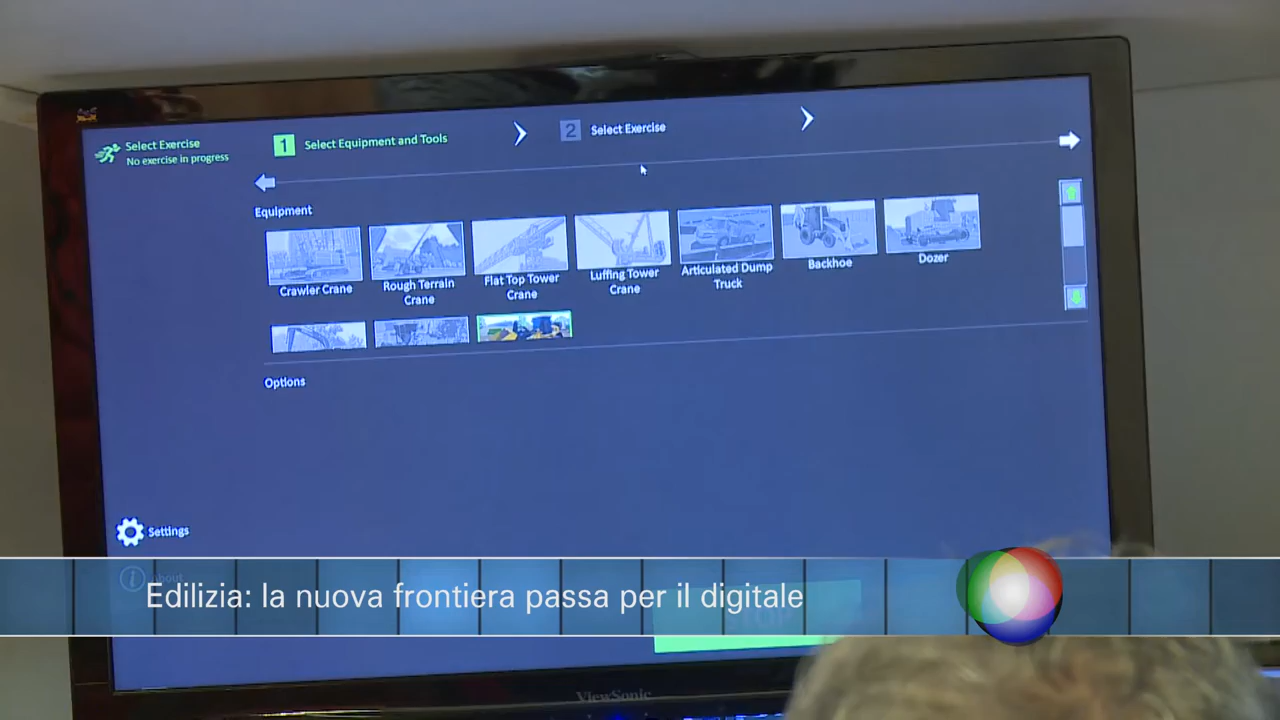 Select Exercise
No exercise in progress
1 Select Equipment and Tools
2 Select Exercise
Equipment
Crawler Crane
Rough Terrain
Crane
Flat Top Tower
Crane
Luffing Tower
Crane
Articulated Dump
Truck
Backhoe
Dozer
Options
Settings
About
Edilizia: la nuova frontiera passa per il digitale
STOP
ViewSonic